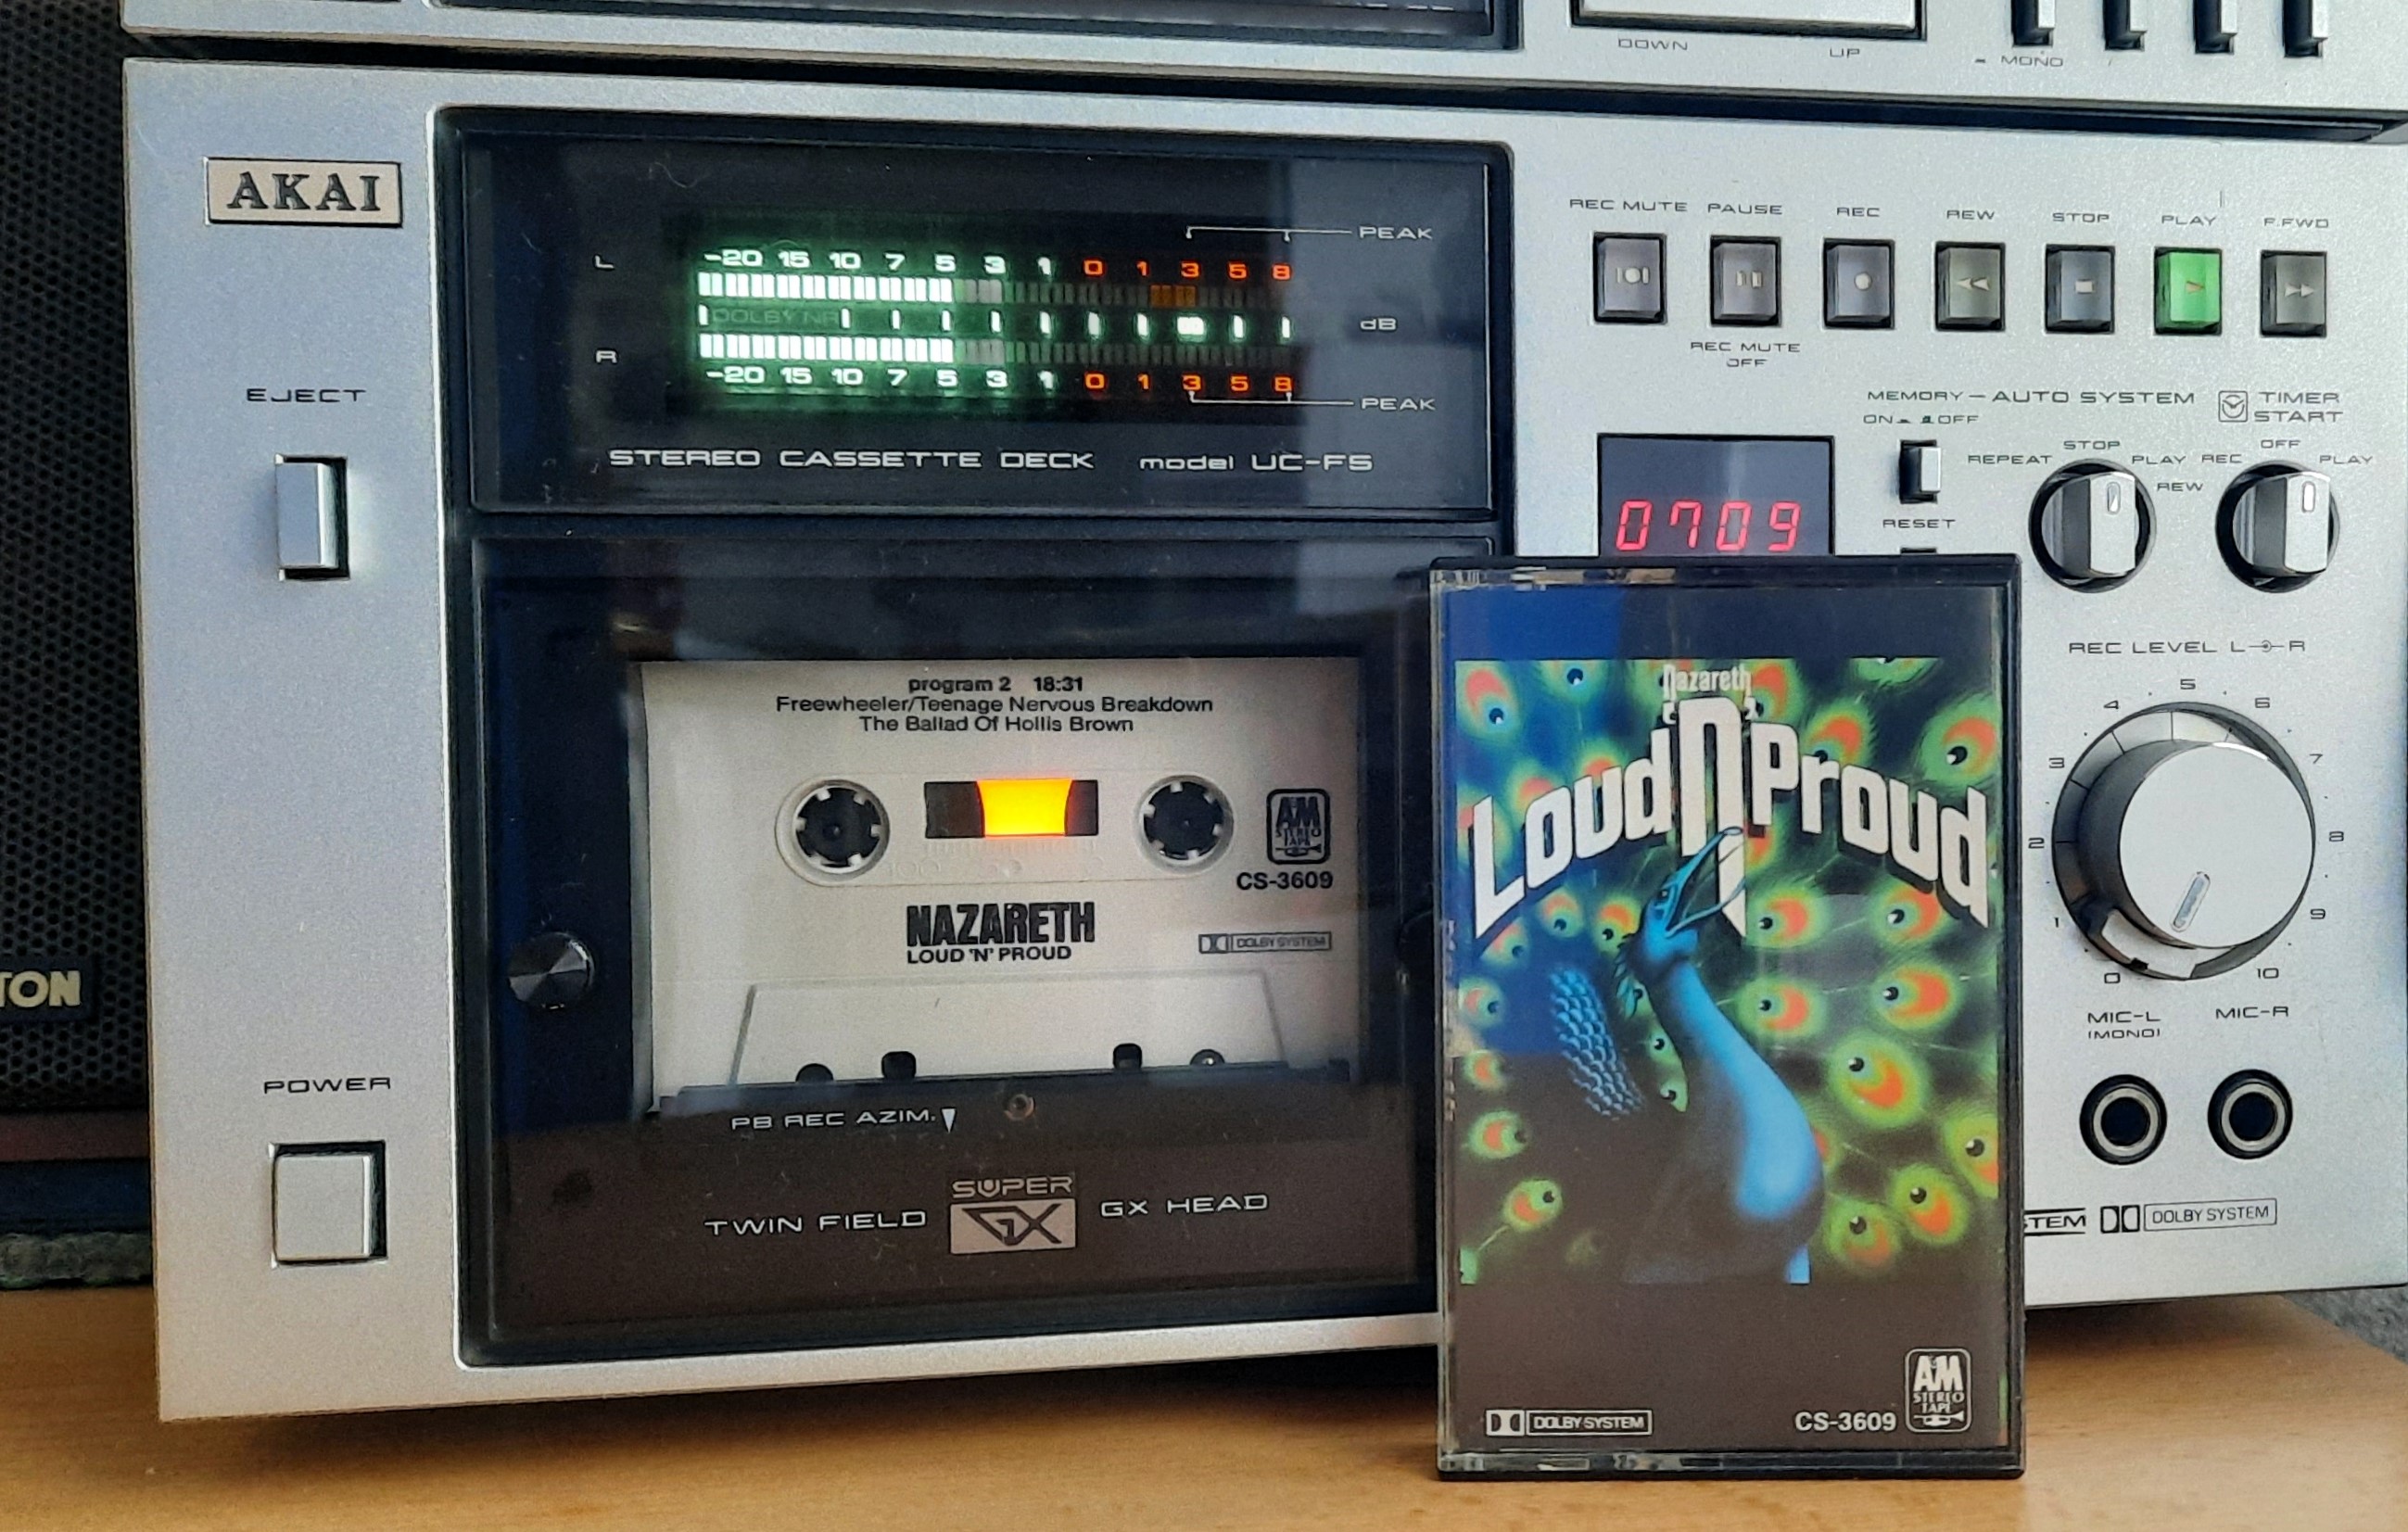 DOWN UP
MONO
AKAI
REC MUTE PAUSE REC REW STOP PLAY F.FWD
PEAK
L -20 15 10 7 5 3 1 0 1 3 5 8
DOLBY NR dB
R -20 15 10 7 5 3 1 0 1 3 5 8
PEAK
REC MUTE
OFF
EJECT
MEMORY – AUTO SYSTEM TIMER
START
ON OFF
STOP OFF
REPEAT PLAY REC PLAY
REW
STEREO CASSETTE DECK model UC-F5
0709
RESET
REC LEVEL L R
0 1 2 3 4 5 6 7 8 9 10
program 2 18:31
Freewheeler/Teenage Nervous Breakdown
The Ballad Of Hollis Brown
100 50 0
AM
STEREO
TAPE
CS-3609
NAZARETH
LOUD 'N' PROUD
DOLBY SYSTEM
Nazareth
Loud n Proud
TON
MIC-L MIC-R
(MONO)
POWER
PB REC AZIM.
SUPER
TWIN FIELD GX GX HEAD
STEM DOLBY SYSTEM
DOLBY SYSTEM CS-3609
AM
STEREO
TAPE